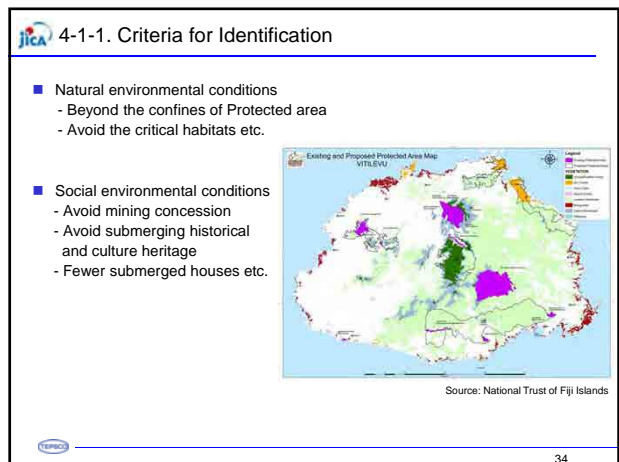 jica 4-1-1. Criteria for Identification
Natural environmental conditions
- Beyond the confines of Protected area
- Avoid the critical habitats etc.
Social environmental conditions
- Avoid mining concession
- Avoid submerging historical
and culture heritage
- Fewer submerged houses etc.
Existing and Proposed Protected Area Map
VITILEVU
Legend
Source: National Trust of Fiji Islands
TEPSCO
34